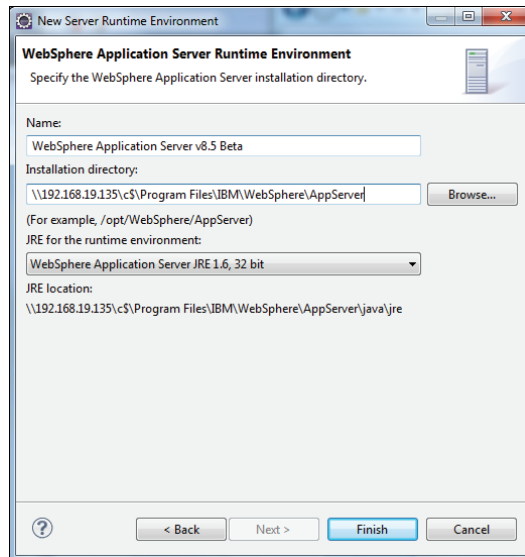 New Server Runtime Environment
WebSphere Application Server Runtime Environment
Specify the WebSphere Application Server installation directory.
Name:
WebSphere Application Server v8.5 Beta
Installation directory:
\\192.168.19.135\c$\Program Files\IBM\WebSphere\AppServer
Browse...
(For example, /opt/WebSphere/AppServer)
JRE for the runtime environment:
WebSphere Application Server JRE 1.6, 32 bit
JRE location:
\\192.168.19.135\c$\Program Files\IBM\WebSphere\AppServer\java\jre
? < Back Next > Finish Cancel